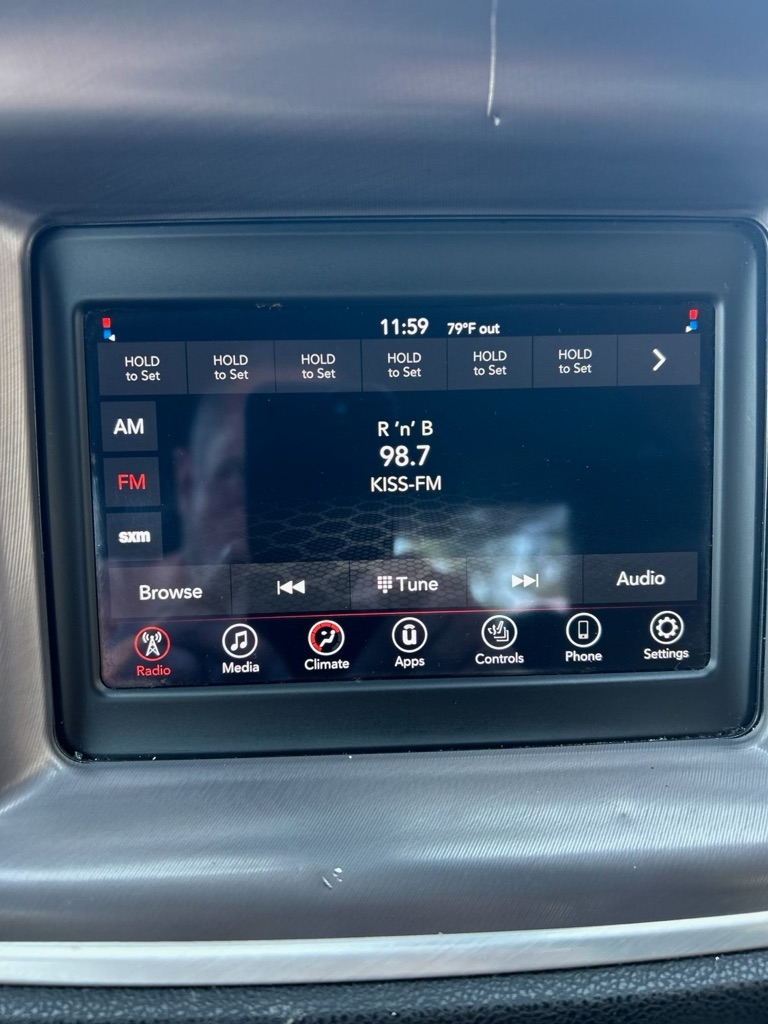 11:59 79°F out
HOLD to Set
HOLD to Set
HOLD to Set
HOLD to Set
HOLD to Set
HOLD to Set
AM
FM
sxm
R 'n' B
98.7
KISS-FM
Browse
Tune
Audio
Radio
Media
Climate
Apps
Controls
Phone
Settings